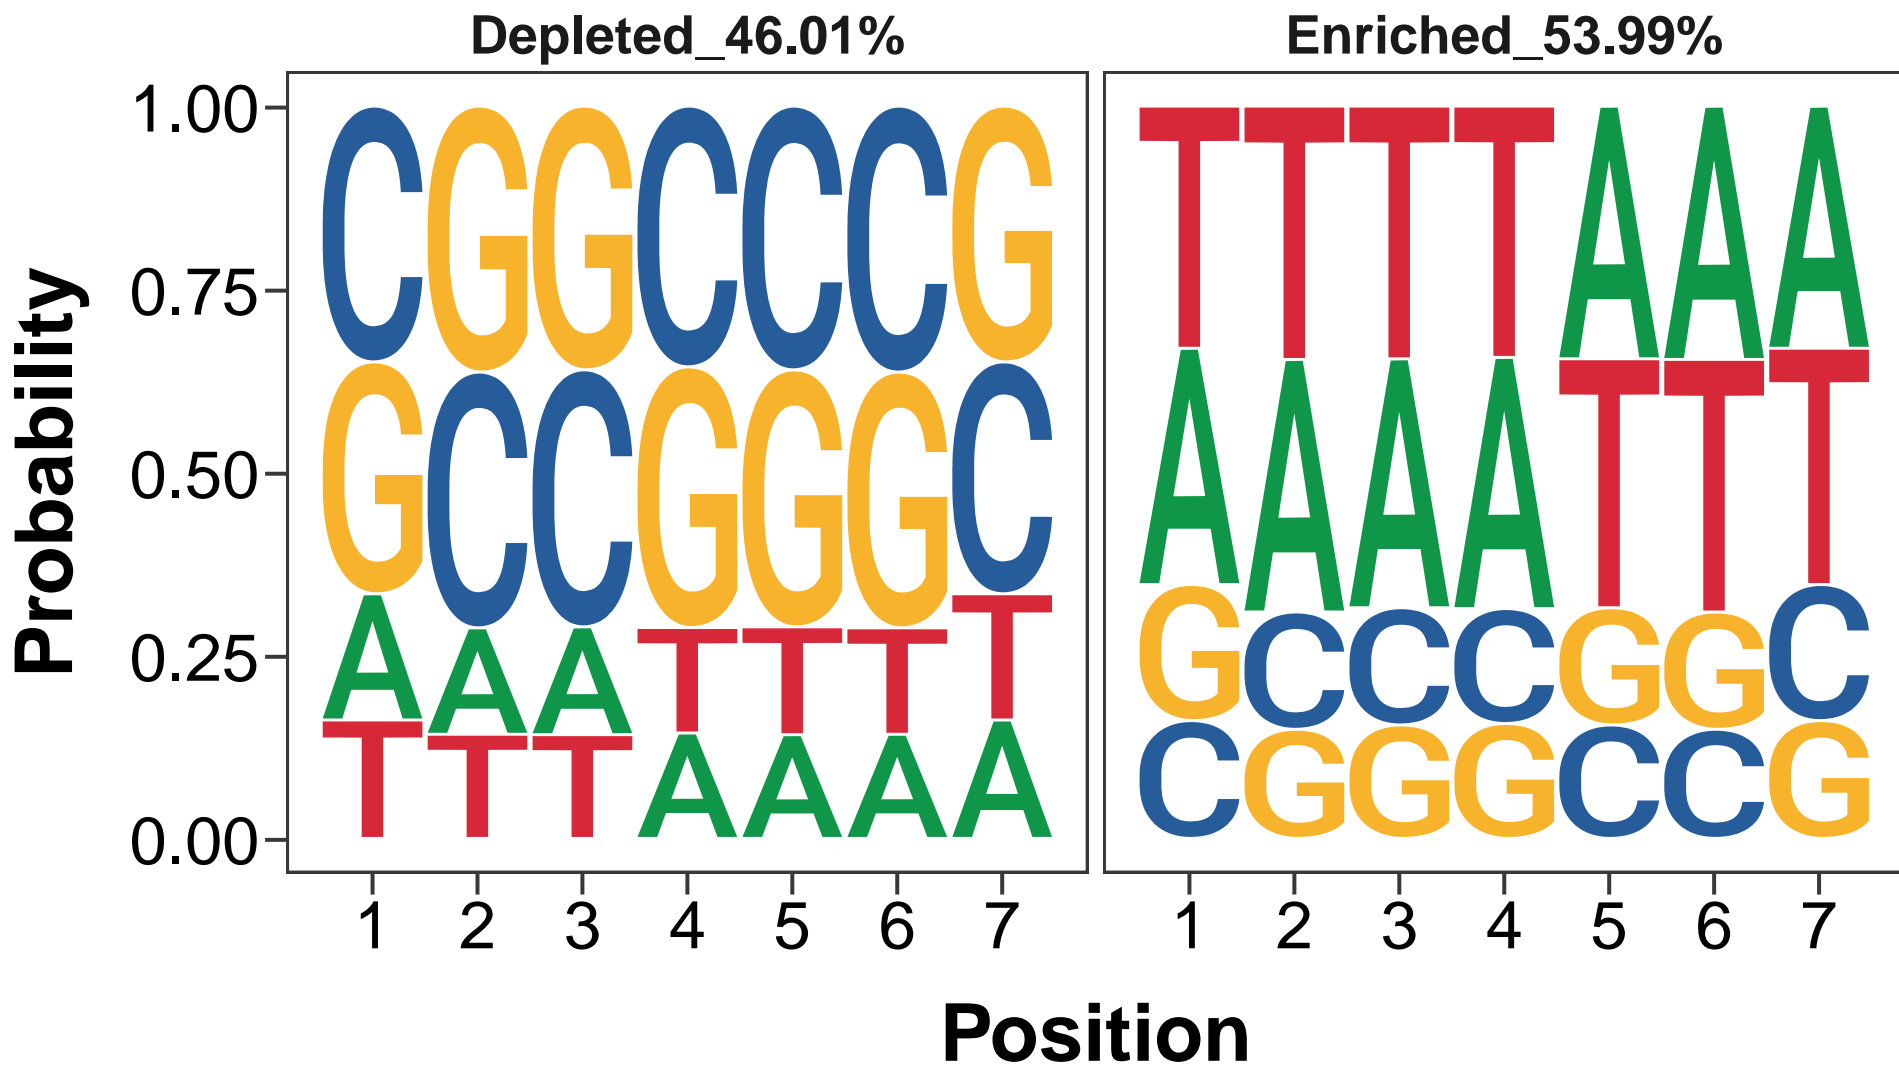 Depleted_46.01% Enriched_53.99%
Probability
1.00
0.75
0.50
0.25
0.00
CGGCCCG
GCCGGGC
AAATTTT
TTTAAAA
TTTTAAA
AAAATTT
GCCCGGC
CGGGCCG
1 2 3 4 5 6 7 1 2 3 4 5 6 7
Position